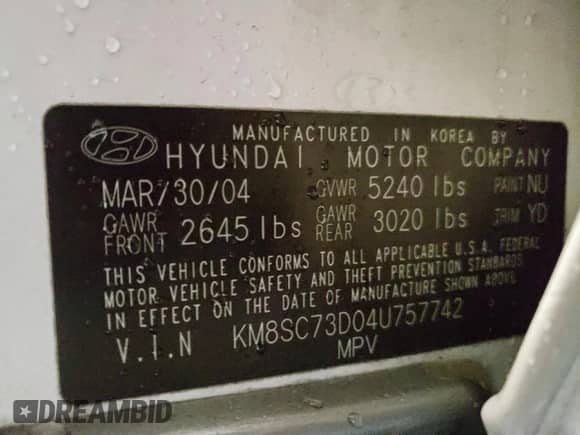 MANUFACTURED IN KOREA BY
HYUNDAI MOTOR COMPANY
MAR/30/04 GVWR 5240 lbs PAINT NU
GAWR FRONT 2645 lbs GAWR REAR 3020 lbs TRIM YD
THIS VEHICLE CONFORMS TO ALL APPLICABLE U.S.A. FEDERAL
MOTOR VEHICLE SAFETY AND THEFT PREVENTION STANDARDS
IN EFFECT ON THE DATE OF MANUFACTURE SHOWN ABOVE.
V.I.N KM8SC73D04U757742
MPV
DREAMBID